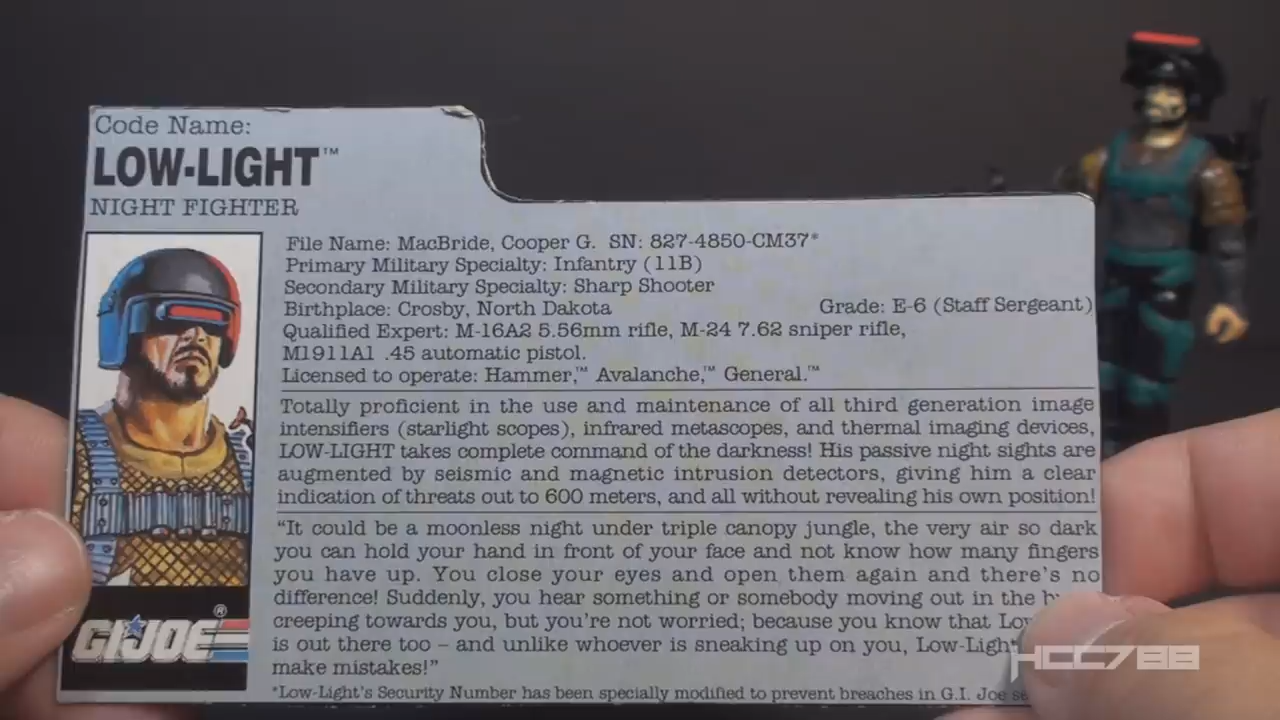 Code Name:
LOW-LIGHT™
NIGHT FIGHTER
File Name: MacBride, Cooper G. SN: 827-4850-CM37*
Primary Military Specialty: Infantry (11B)
Secondary Military Specialty: Sharp Shooter
Birthplace: Crosby, North Dakota Grade: E-6 (Staff Sergeant)
Qualified Expert: M-16A2 5.56mm rifle, M-24 7.62 sniper rifle,
M1911A1 .45 automatic pistol.
Licensed to operate: Hammer,™ Avalanche,™ General.™
Totally proficient in the use and maintenance of all third generation image
intensifiers (starlight scopes), infrared metascopes, and thermal imaging devices,
LOW-LIGHT takes complete command of the darkness! His passive night sights are
augmented by seismic and magnetic intrusion detectors, giving him a clear
indication of threats out to 600 meters, and all without revealing his own position!
"It could be a moonless night under triple canopy jungle, the very air so dark
you can hold your hand in front of your face and not know how many fingers
you have up. You close your eyes and open them again and there's no
difference! Suddenly, you hear something or somebody moving out in the
creeping towards you, but you're not worried; because you know that
is out there too – and unlike whoever is sneaking up on you, Low-Light
make mistakes!"
*Low-Light's Security Number has been specially modified to prevent breaches in G.I. Joe
GI JOE®
HCC788